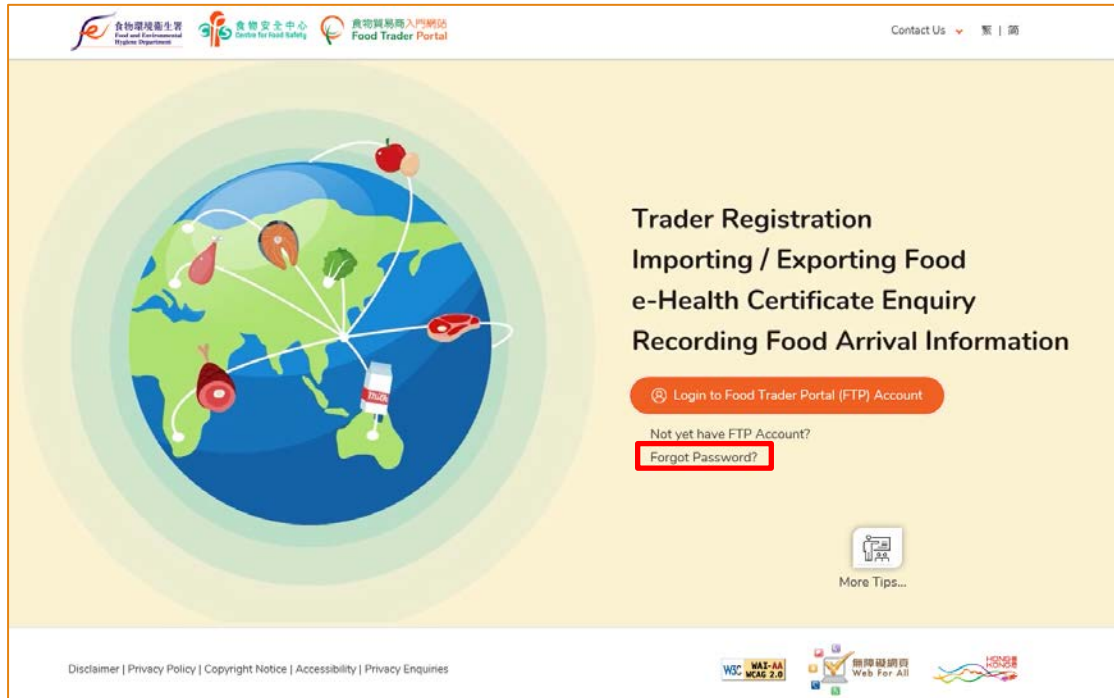 食物環境衞生署
Food and Environmental
Hygiene Department
食物安全中心
Centre for Food Safety
食物貿易商入門網站
Food Trader Portal
Contact Us
繁 | 简
Trader Registration
Importing / Exporting Food
e-Health Certificate Enquiry
Recording Food Arrival Information
Login to Food Trader Portal (FTP) Account
Not yet have FTP Account?
Forgot Password?
Milk
More Tips...
Disclaimer | Privacy Policy | Copyright Notice | Accessibility | Privacy Enquiries
W3C WAI-AA
WCAG 2.0
無障礙網頁
Web For All
HONG
KONG